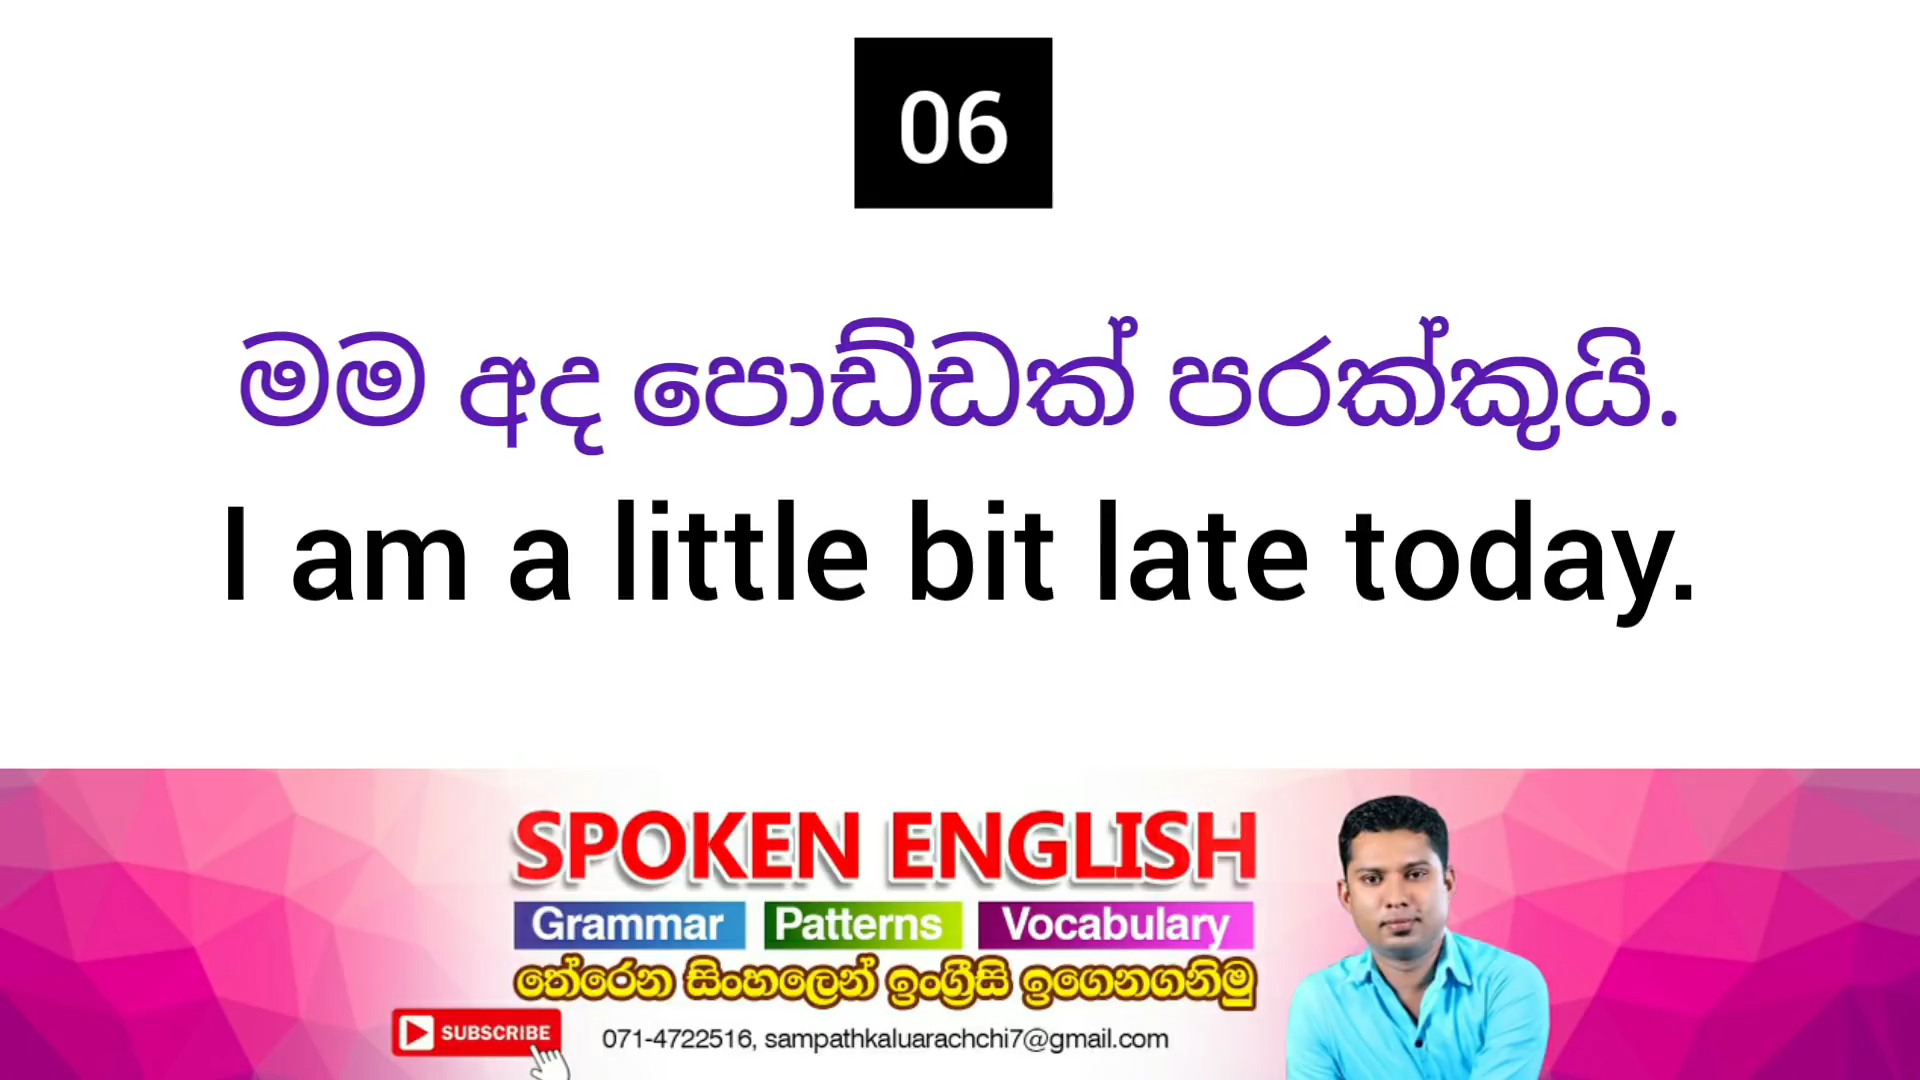 06
මම අද පොඩ්ඩක් පරක්කුයි.
I am a little bit late today.
SPOKEN ENGLISH
Grammar Patterns Vocabulary
තේරෙන සිංහලෙන් ඉංග්‍රීසි ඉගෙනගනිමු
SUBSCRIBE
071-4722516, sampathkaluarachchi7@gmail.com